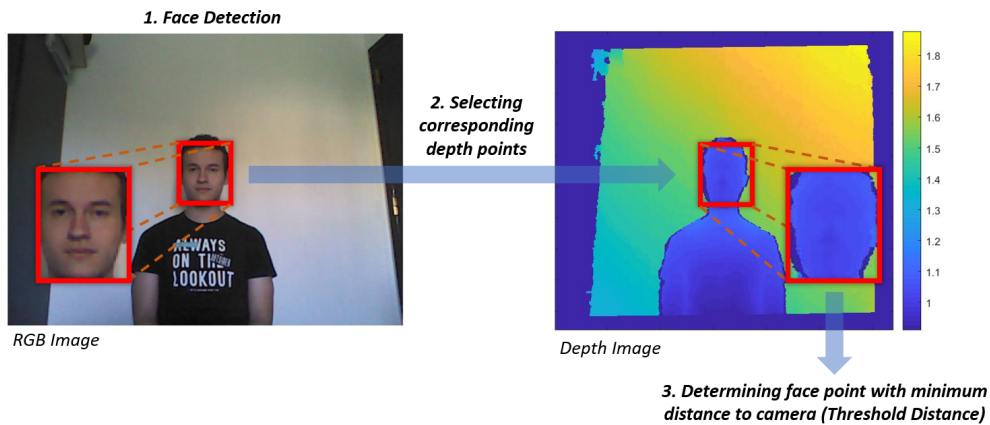 1. Face Detection
2. Selecting
corresponding
depth points
ALWAYS
ON THE
LOOKOUT
RGB Image
Depth Image
1.8
1.7
1.6
1.5
1.4
1.3
1.2
1.1
1
3. Determining face point with minimum
distance to camera (Threshold Distance)